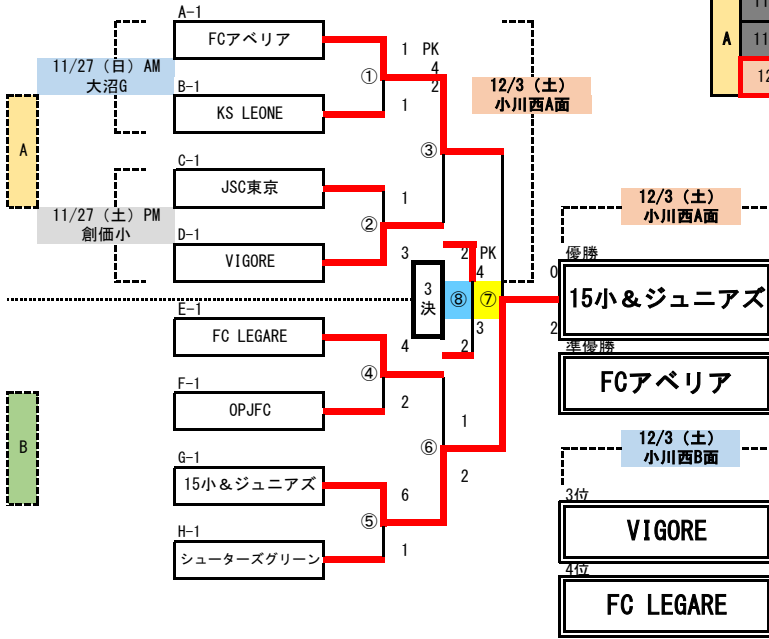 A-1
FCアベリア
11/27（日）AM
大沼G
B-1
KS LEONE
①
1 PK
4
2
1
12/3（土）
小川西A面
A
11
11
12
A
③
C-1
JSC東京
11/27（土）PM
創価小
D-1
VIGORE
②
1
3
12/3（土）
小川西A面
3
決
2 PK
4
⑧
⑦
3
2
0
2
優勝
15小＆ジュニアズ
準優勝
FCアベリア
E-1
FC LEGARE
④
4
F-1
OPJFC
2
B
⑥
1
2
12/3（土）
小川西B面
G-1
15小＆ジュニアズ
⑤
6
H-1
シューターズグリーン
1
3位
VIGORE
4位
FC LEGARE